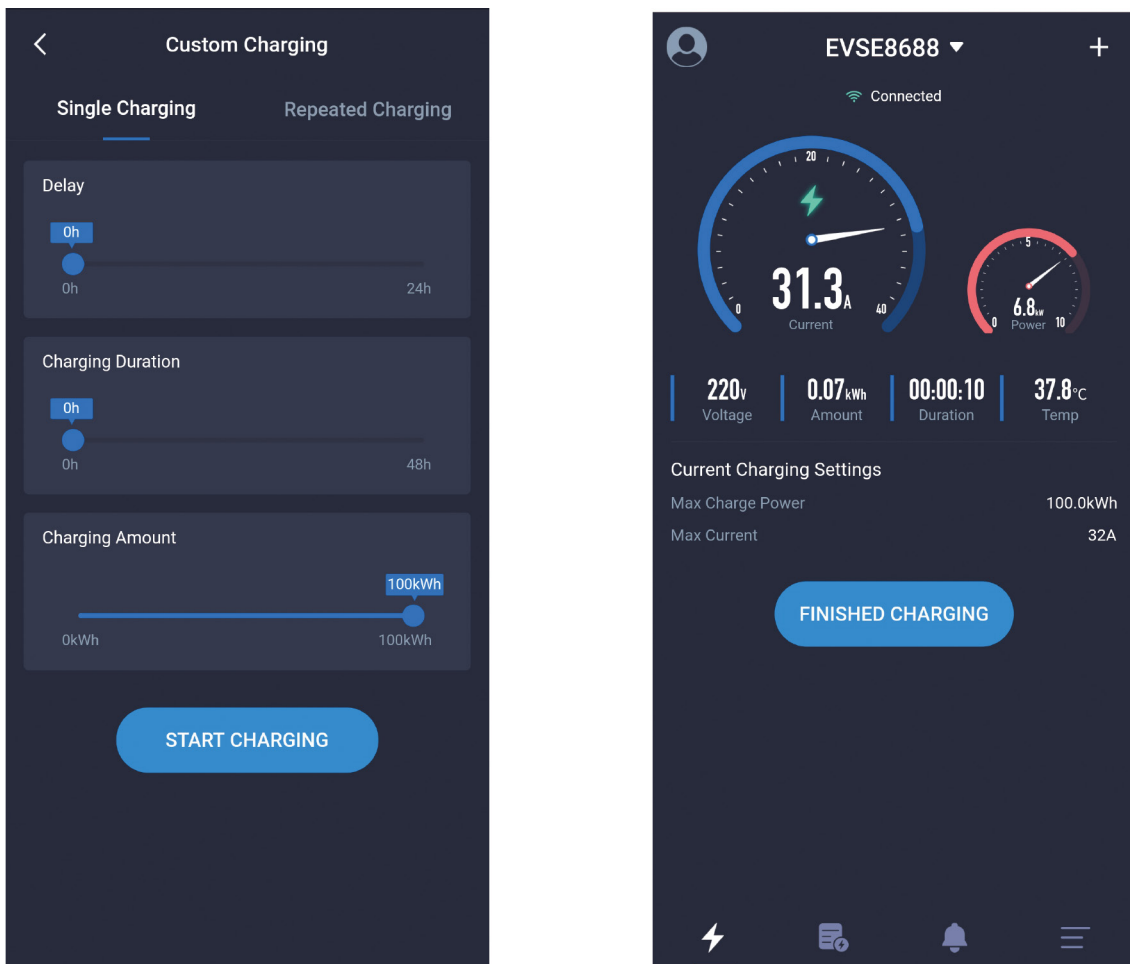 Custom Charging
Single Charging
Repeated Charging
Delay
0h
0h
24h
Charging Duration
0h
0h
48h
Charging Amount
100kWh
0kWh
100kWh
START CHARGING
EVSE8688
Connected
20
0
40
31.3A
Current
5
0
10
6.8kW
Power
220V
Voltage
0.07kWh
Amount
00:00:10
Duration
37.8°C
Temp
Current Charging Settings
Max Charge Power 100.0kWh
Max Current 32A
FINISHED CHARGING